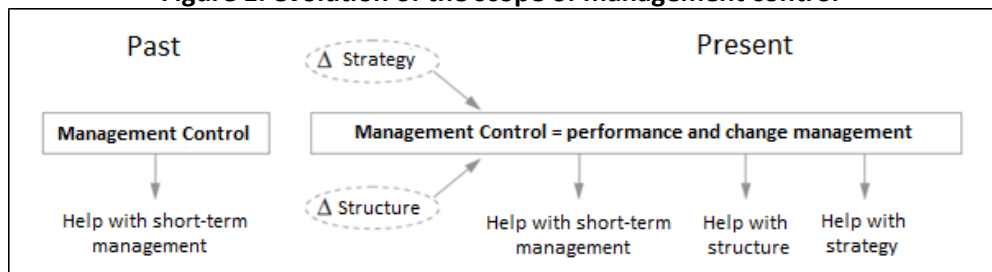 Figure 1: evolution of the scope of management control
Past
Present
Δ Strategy
Management Control
Management Control = performance and change management
Δ Structure
Help with short-term
management
Help with short-term
management
Help with
structure
Help with
strategy